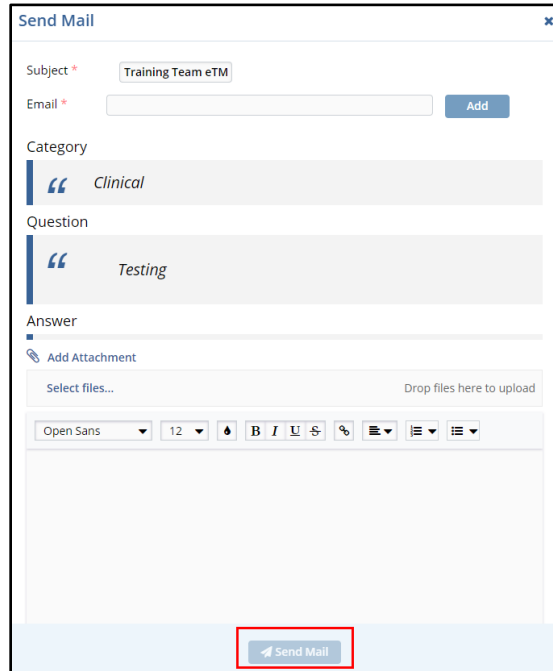 Send Mail
Subject * Training Team eTM
Email * Add
Category
“ Clinical
Question
“ Testing
Answer
Add Attachment
Select files... Drop files here to upload
Open Sans 12 B I U S
Send Mail